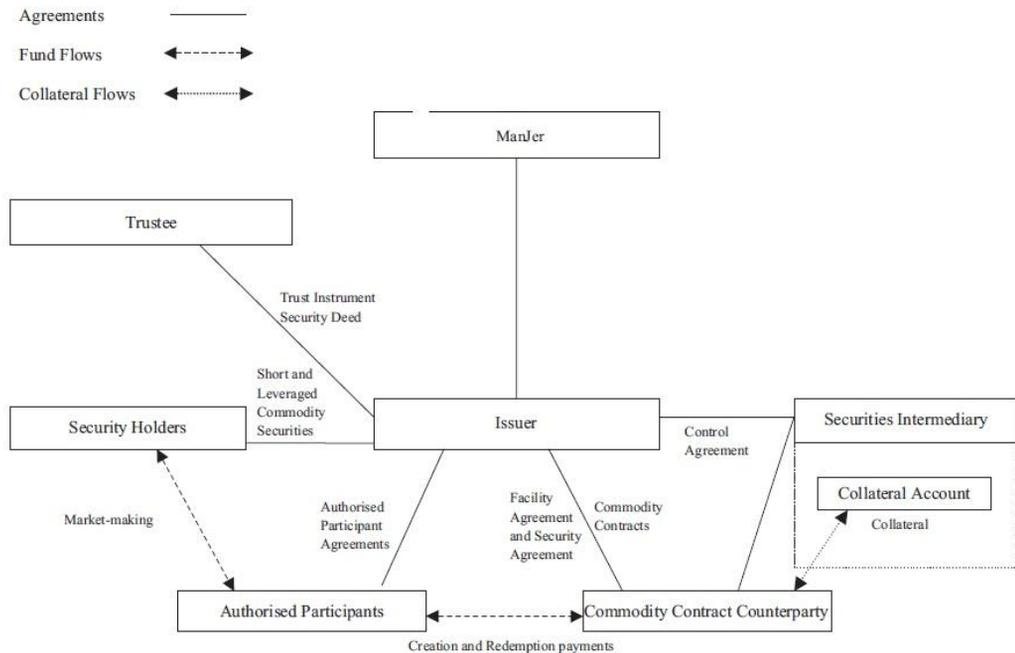 Agreements
Fund Flows
Collateral Flows
ManJer
Trustee
Trust Instrument
Security Deed
Short and
Leveraged
Commodity
Securities
Security Holders
Issuer
Control
Agreement
Securities Intermediary
Collateral Account
Collateral
Market-making
Authorised
Participant
Agreements
Facility
Agreement
and Security
Agreement
Commodity
Contracts
Authorised Participants
Commodity Contract Counterparty
Creation and Redemption payments